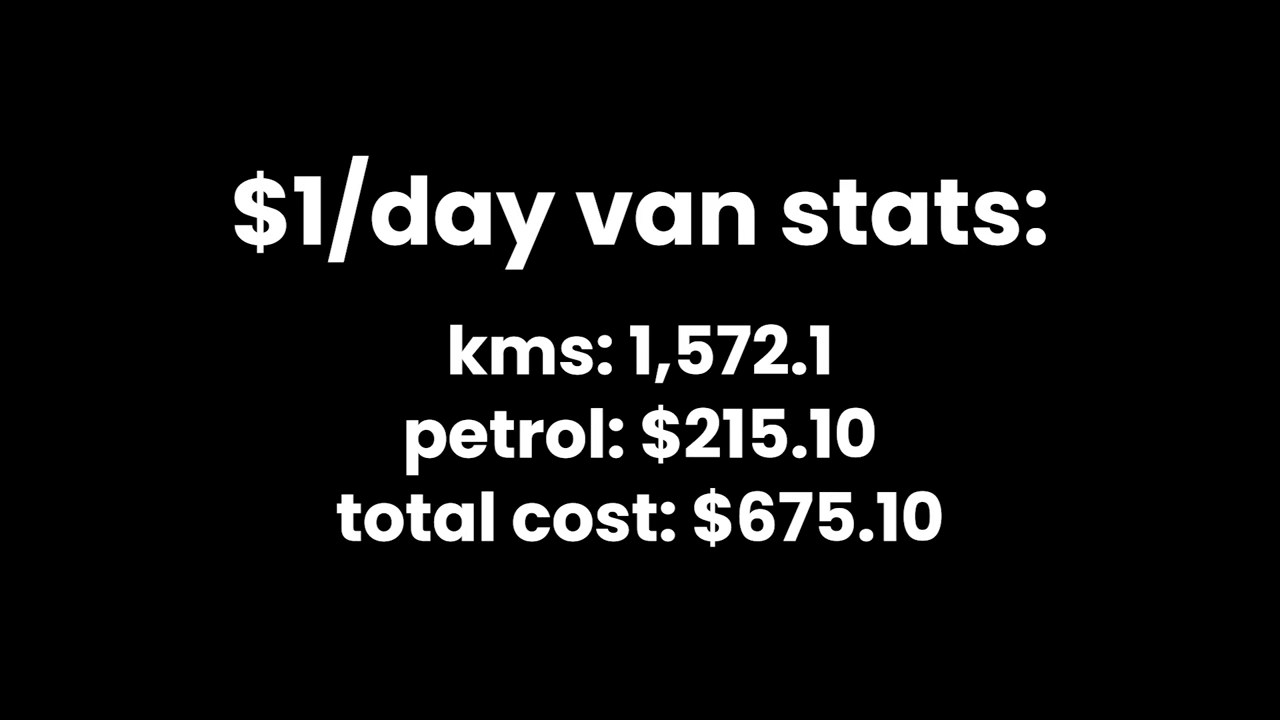 $1/day van stats:
kms: 1,572.1
petrol: $215.10
total cost: $675.10